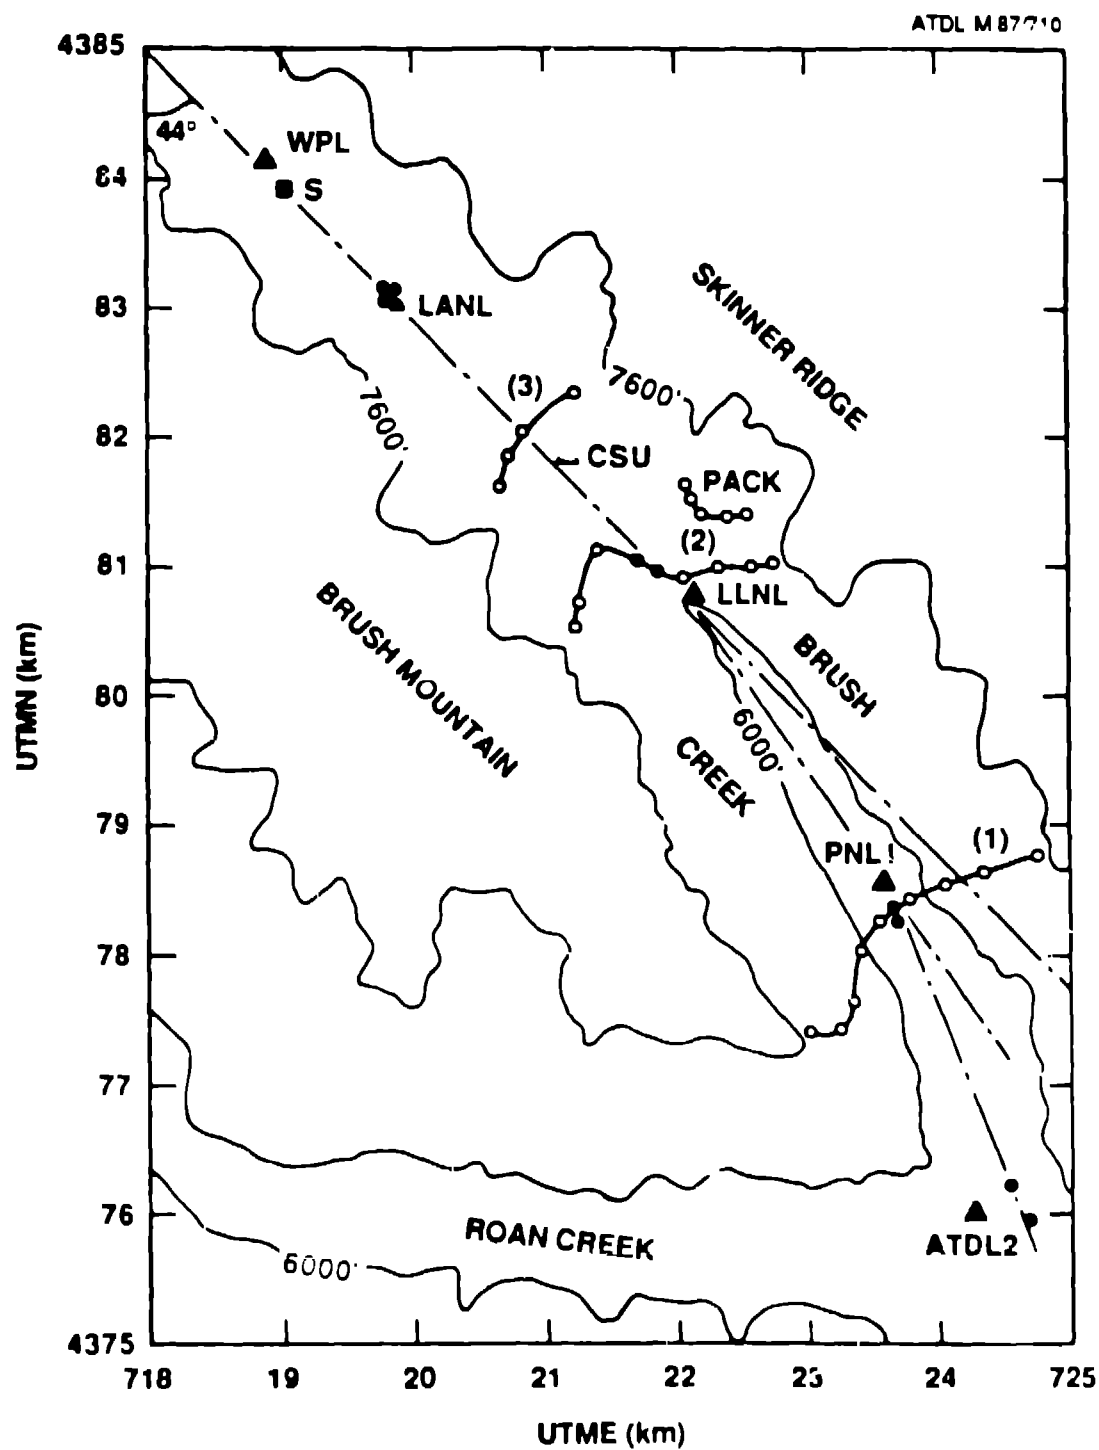 ATDL M87/710
4385
44°
WPL
84
S
SKINNER RIDGE
83
LANL
(3)
7600'
7600'
82
CSU
PACK
(2)
81
LLNL
BRUSH MOUNTAIN
BRUSH
80
6000'
CREEK
79
PNL
(1)
78
77
76
ROAN CREEK
ATDL2
6000'
4375
718 19 20 21 22 23 24 725
UTMN (km)
UTME (km)